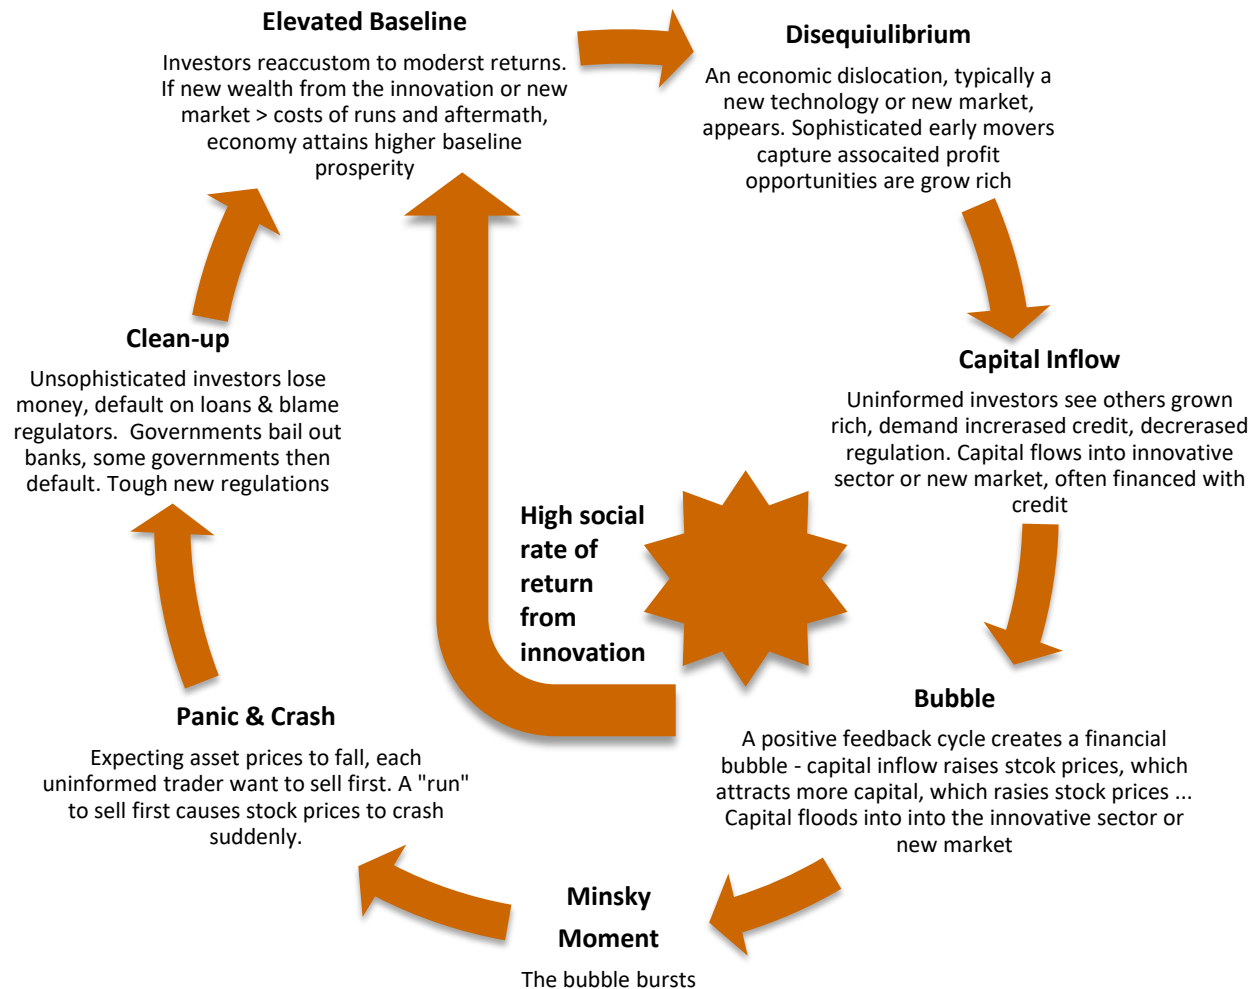 Elevated Baseline
Investors reaccustom to moderst returns.
If new wealth from the innovation or new
market > costs of runs and aftermath,
economy attains higher baseline
prosperity
Disequiulibrium
An economic dislocation, typically a
new technology or new market,
appears. Sophisticated early movers
capture assocaited profit
opportunities are grow rich
Capital Inflow
Uninformed investors see others grown
rich, demand increrased credit, decrerased
regulation. Capital flows into innovative
sector or new market, often financed with
credit
Bubble
A positive feedback cycle creates a financial
bubble - capital inflow raises stcok prices, which
attracts more capital, which rasies stock prices ...
Capital floods into into the innovative sector or
new market
Minsky
Moment
The bubble bursts
Panic & Crash
Expecting asset prices to fall, each
uninformed trader want to sell first. A "run"
to sell first causes stock prices to crash
suddenly.
Clean-up
Unsophisticated investors lose
money, default on loans & blame
regulators.  Governments bail out
banks, some governments then
default. Tough new regulations
High social
rate of
return
from
innovation